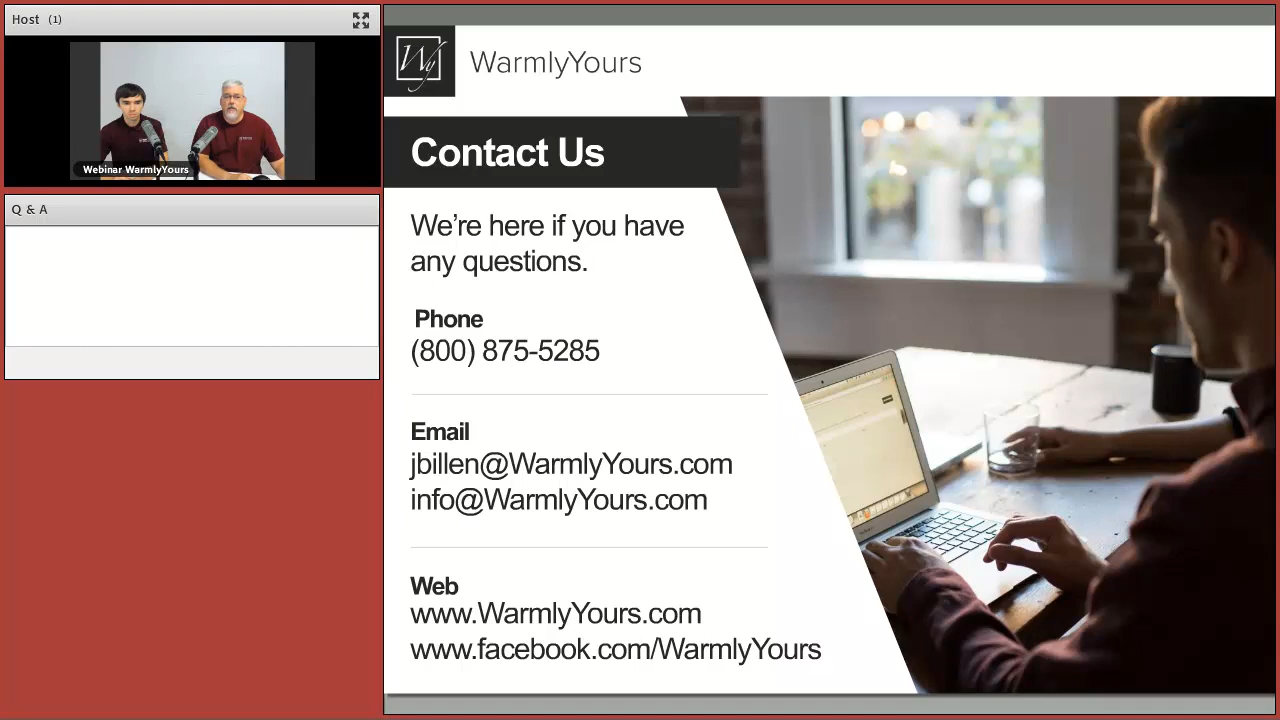 Host (1)
Webinar WarmlyYours
Q & A
Wy
WarmlyYours
Contact Us
We're here if you have
any questions.
Phone
(800) 875-5285
Email
jbillen@WarmlyYours.com
info@WarmlyYours.com
Web
www.WarmlyYours.com
www.facebook.com/WarmlyYours